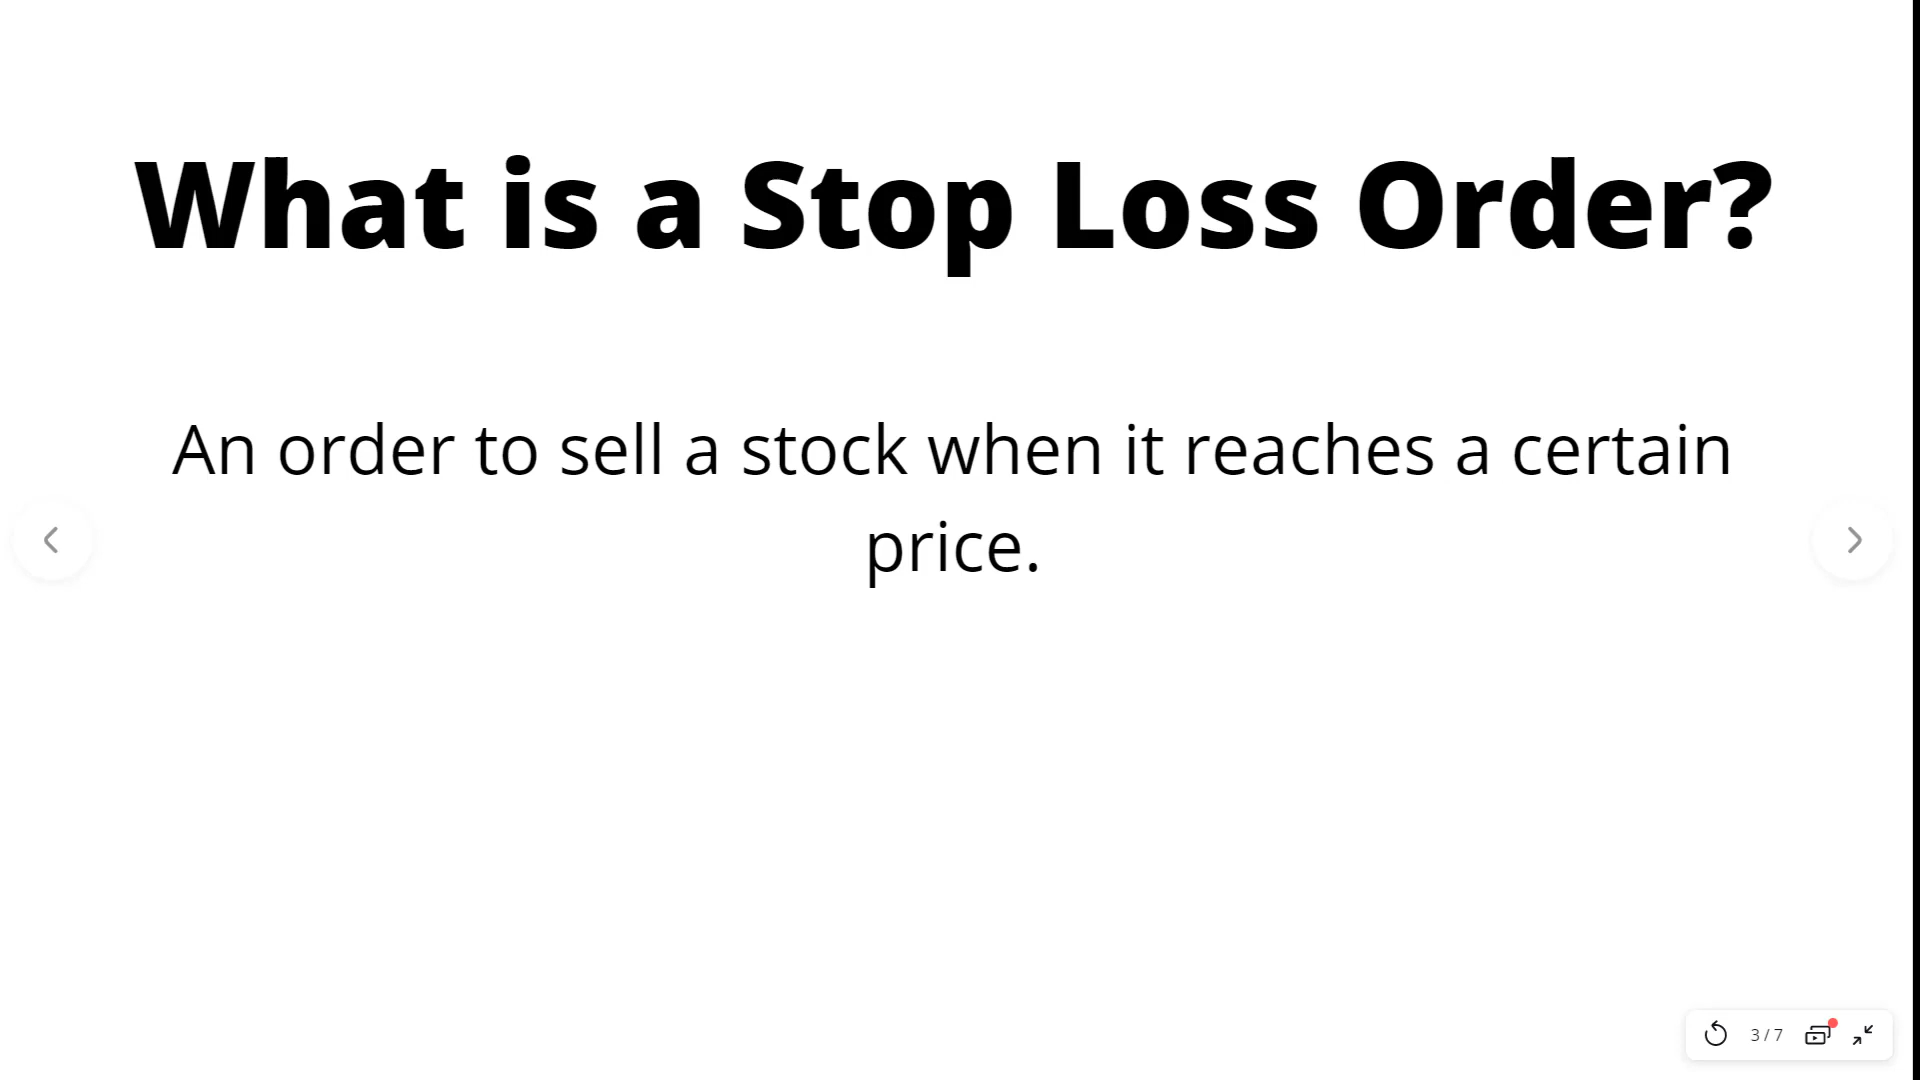 What is a Stop Loss Order?
An order to sell a stock when it reaches a certain
price.
3 / 7